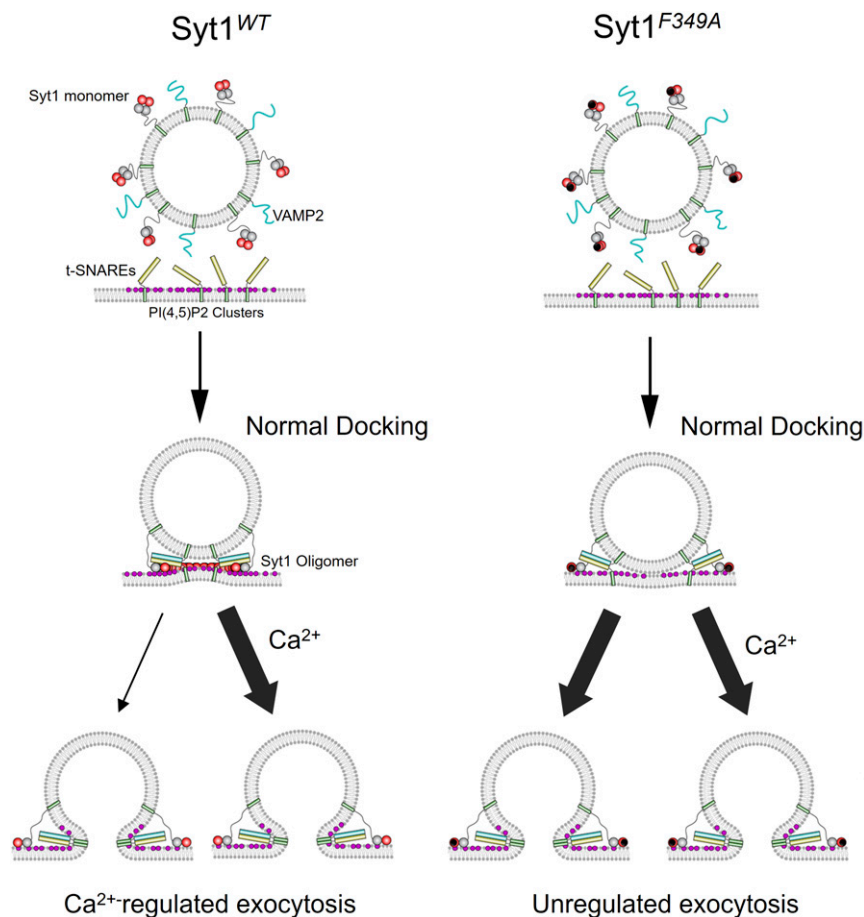 Syt1WT
Syt1F349A
Syt1 monomer
VAMP2
t-SNAREs
PI(4,5)P2 Clusters
Normal Docking
Normal Docking
Syt1 Oligomer
Ca2+
Ca2+
Ca2+-regulated exocytosis
Unregulated exocytosis